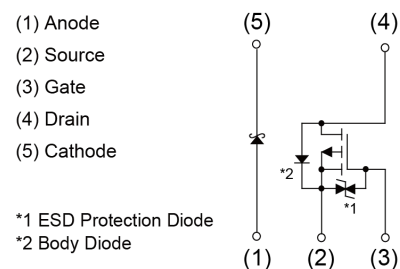 (1) Anode
(2) Source
(3) Gate
(4) Drain
(5) Cathode
*1 ESD Protection Diode
*2 Body Diode
(5)
(4)
*2
*1
(1)
(2)
(3)